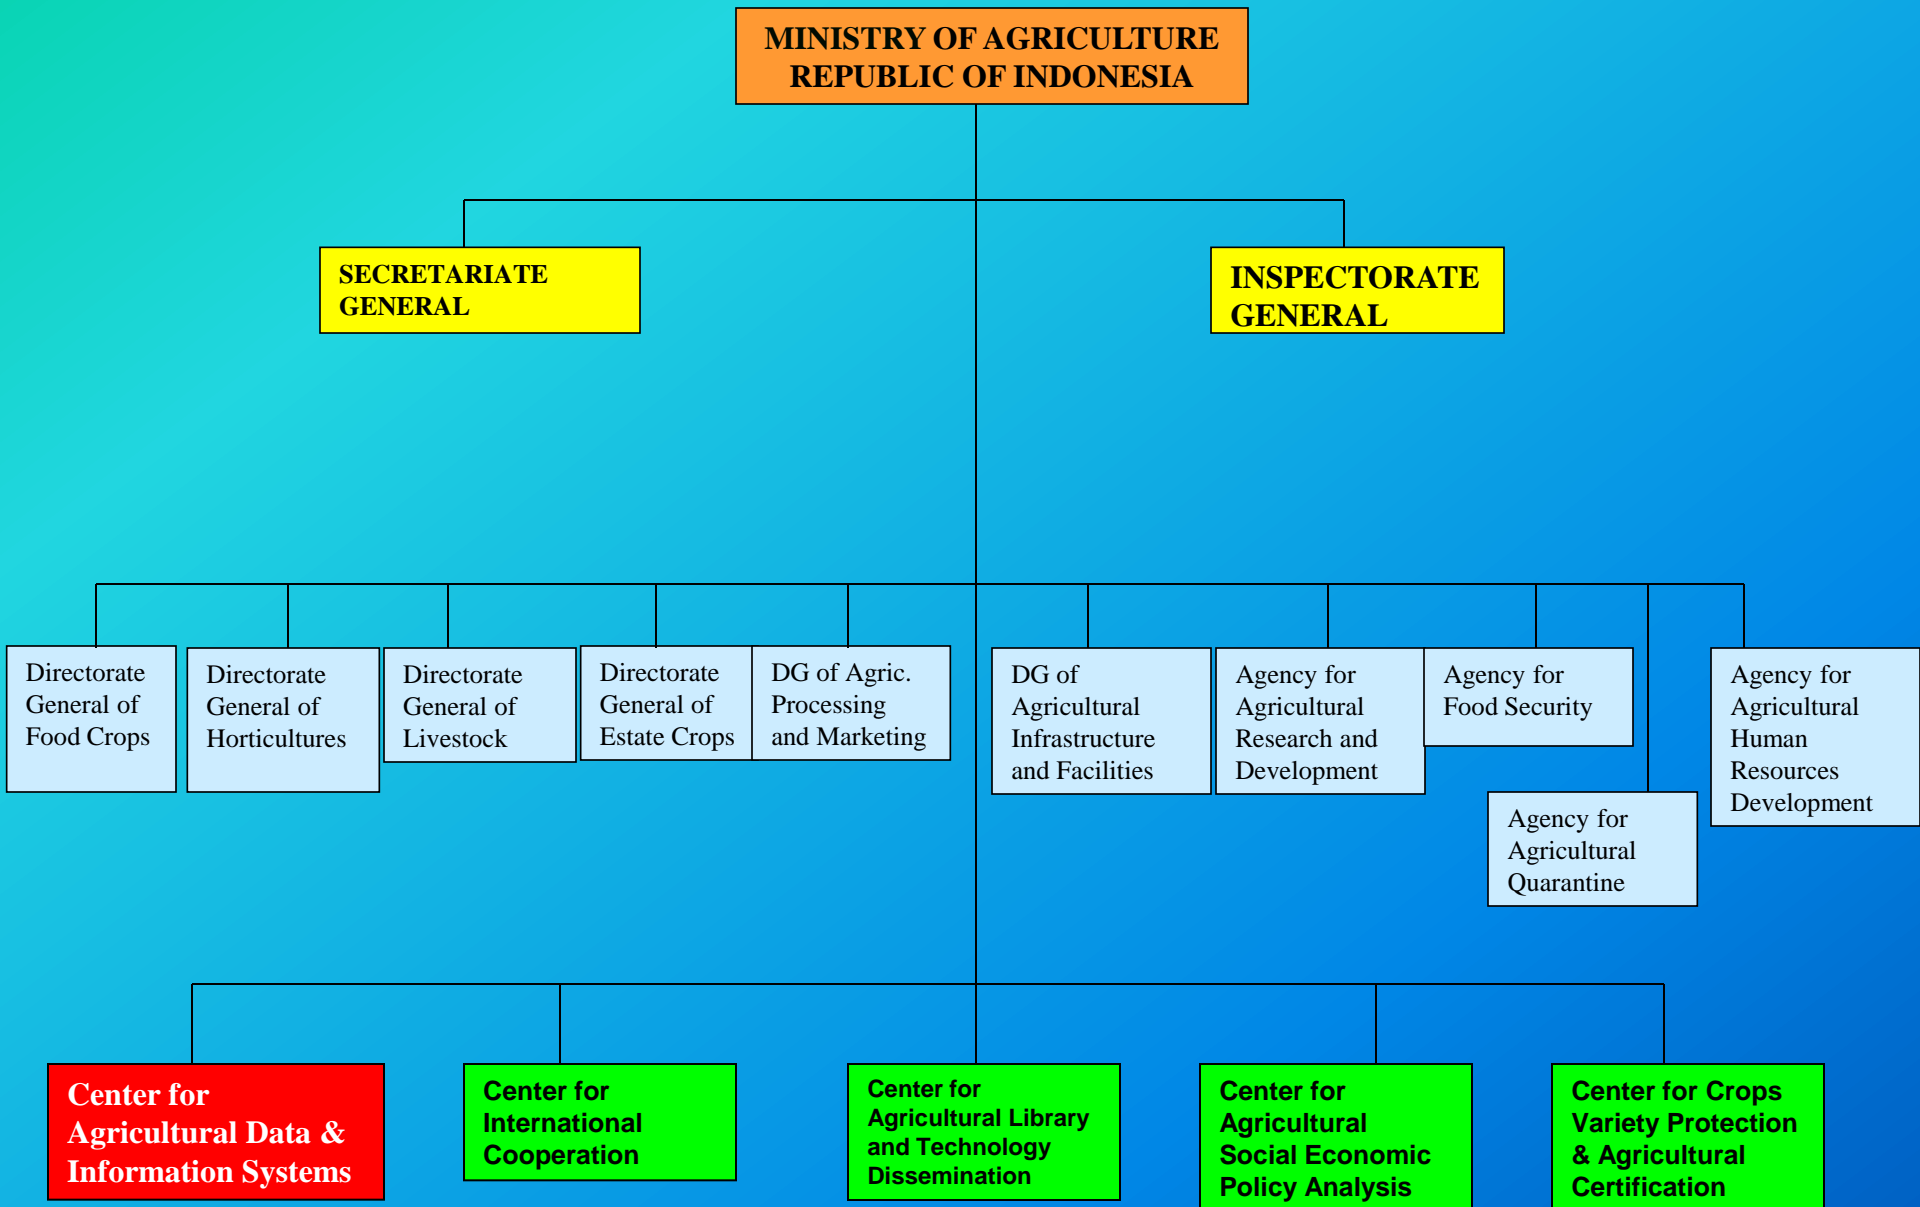 MINISTRY OF AGRICULTURE
REPUBLIC OF INDONESIA
SECRETARIATE
GENERAL
INSPECTORATE
GENERAL
Directorate
General of
Food Crops
Directorate
General of
Horticultures
Directorate
General of
Livestock
Directorate
General of
Estate Crops
DG of Agric.
Processing
and Marketing
DG of
Agricultural
Infrastructure
and Facilities
Agency for
Agricultural
Research and
Development
Agency for
Food Security
Agency for
Agricultural
Quarantine
Agency for
Agricultural
Human
Resources
Development
Center for
Agricultural Data &
Information Systems
Center for
International
Cooperation
Center for
Agricultural Library
and Technology
Dissemination
Center for
Agricultural
Social Economic
Policy Analysis
Center for Crops
Variety Protection
& Agricultural
Certification